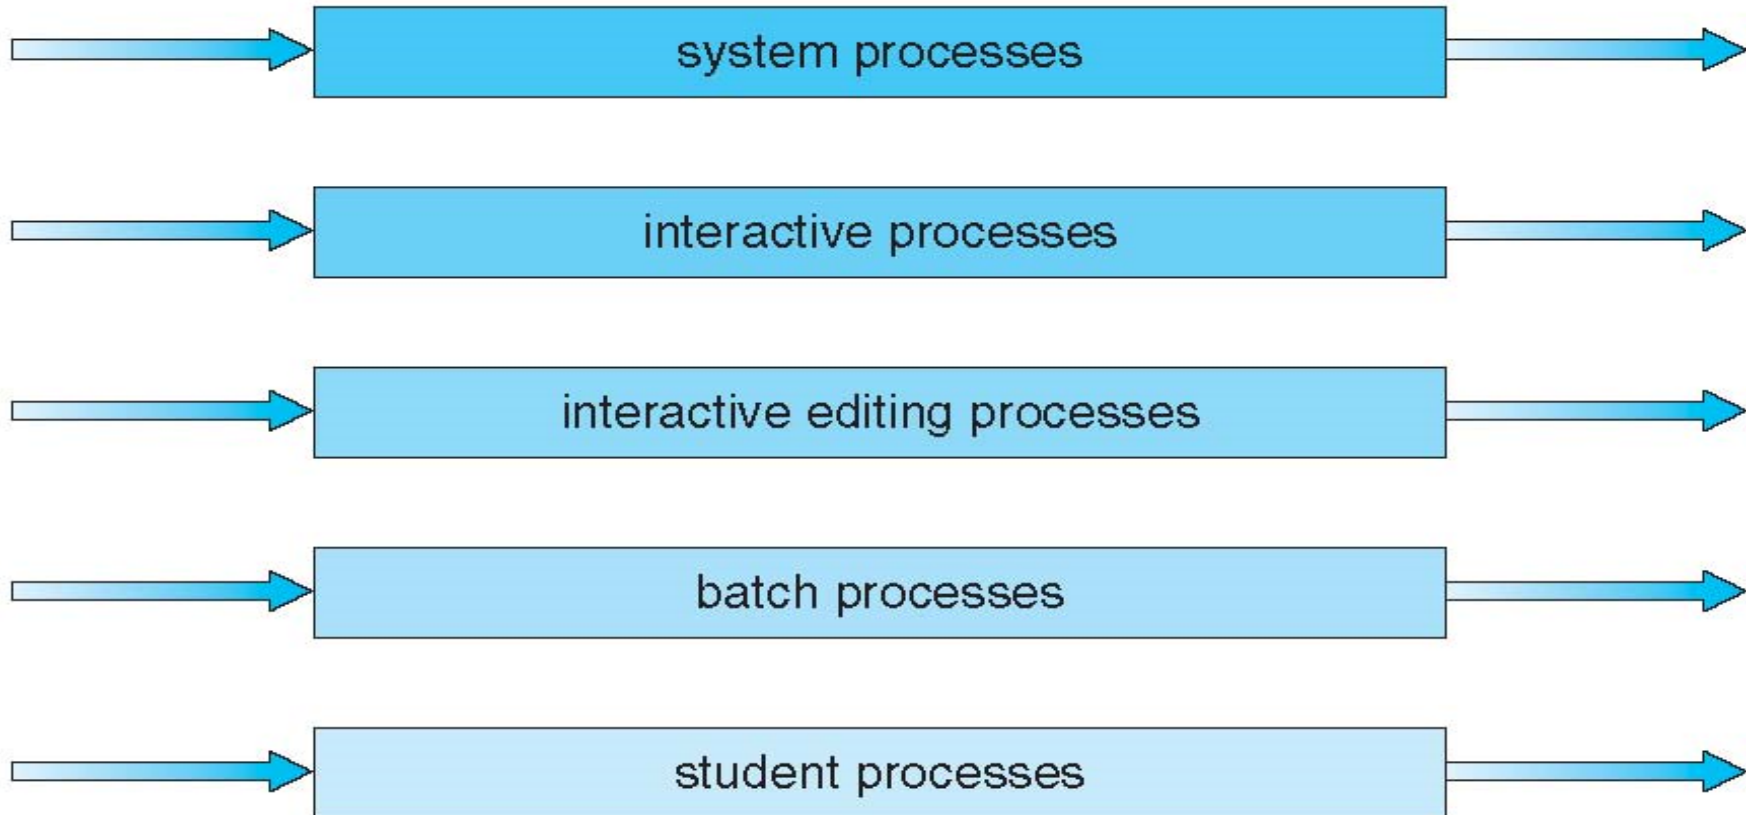 system processes
interactive processes
interactive editing processes
batch processes
student processes